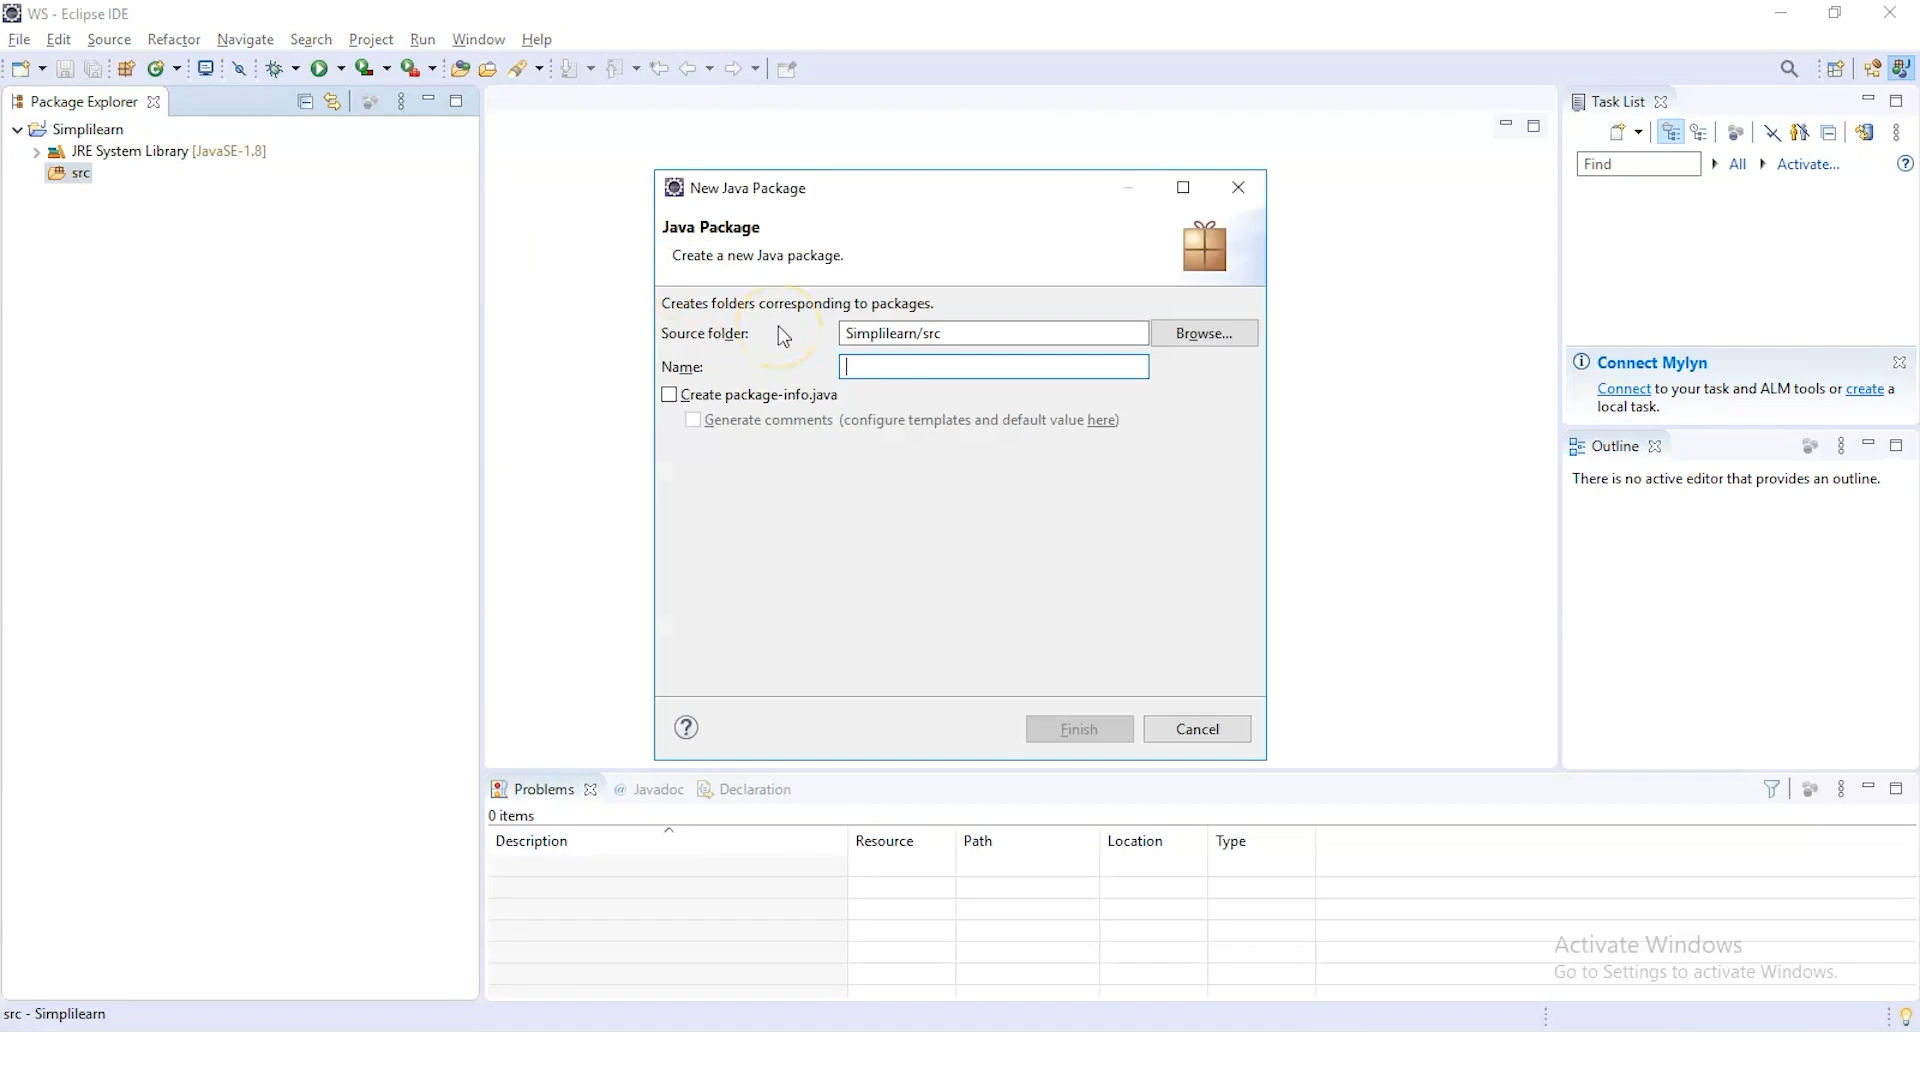 WS - Eclipse IDE
File Edit Source Refactor Navigate Search Project Run Window Help
Package Explorer
Simplilearn
JRE System Library [JavaSE-1.8]
src
New Java Package
Java Package
Create a new Java package.
Creates folders corresponding to packages.
Source folder: Simplilearn/src Browse...
Name:
Create package-info.java
Generate comments (configure templates and default value here)
? Finish Cancel
Task List
Find All Activate... ?
Connect Mylyn
Connect to your task and ALM tools or create a
local task.
Outline
There is no active editor that provides an outline.
Problems @ Javadoc Declaration
0 items
Description Resource Path Location Type
Activate Windows
Go to Settings to activate Windows.
src - Simplilearn